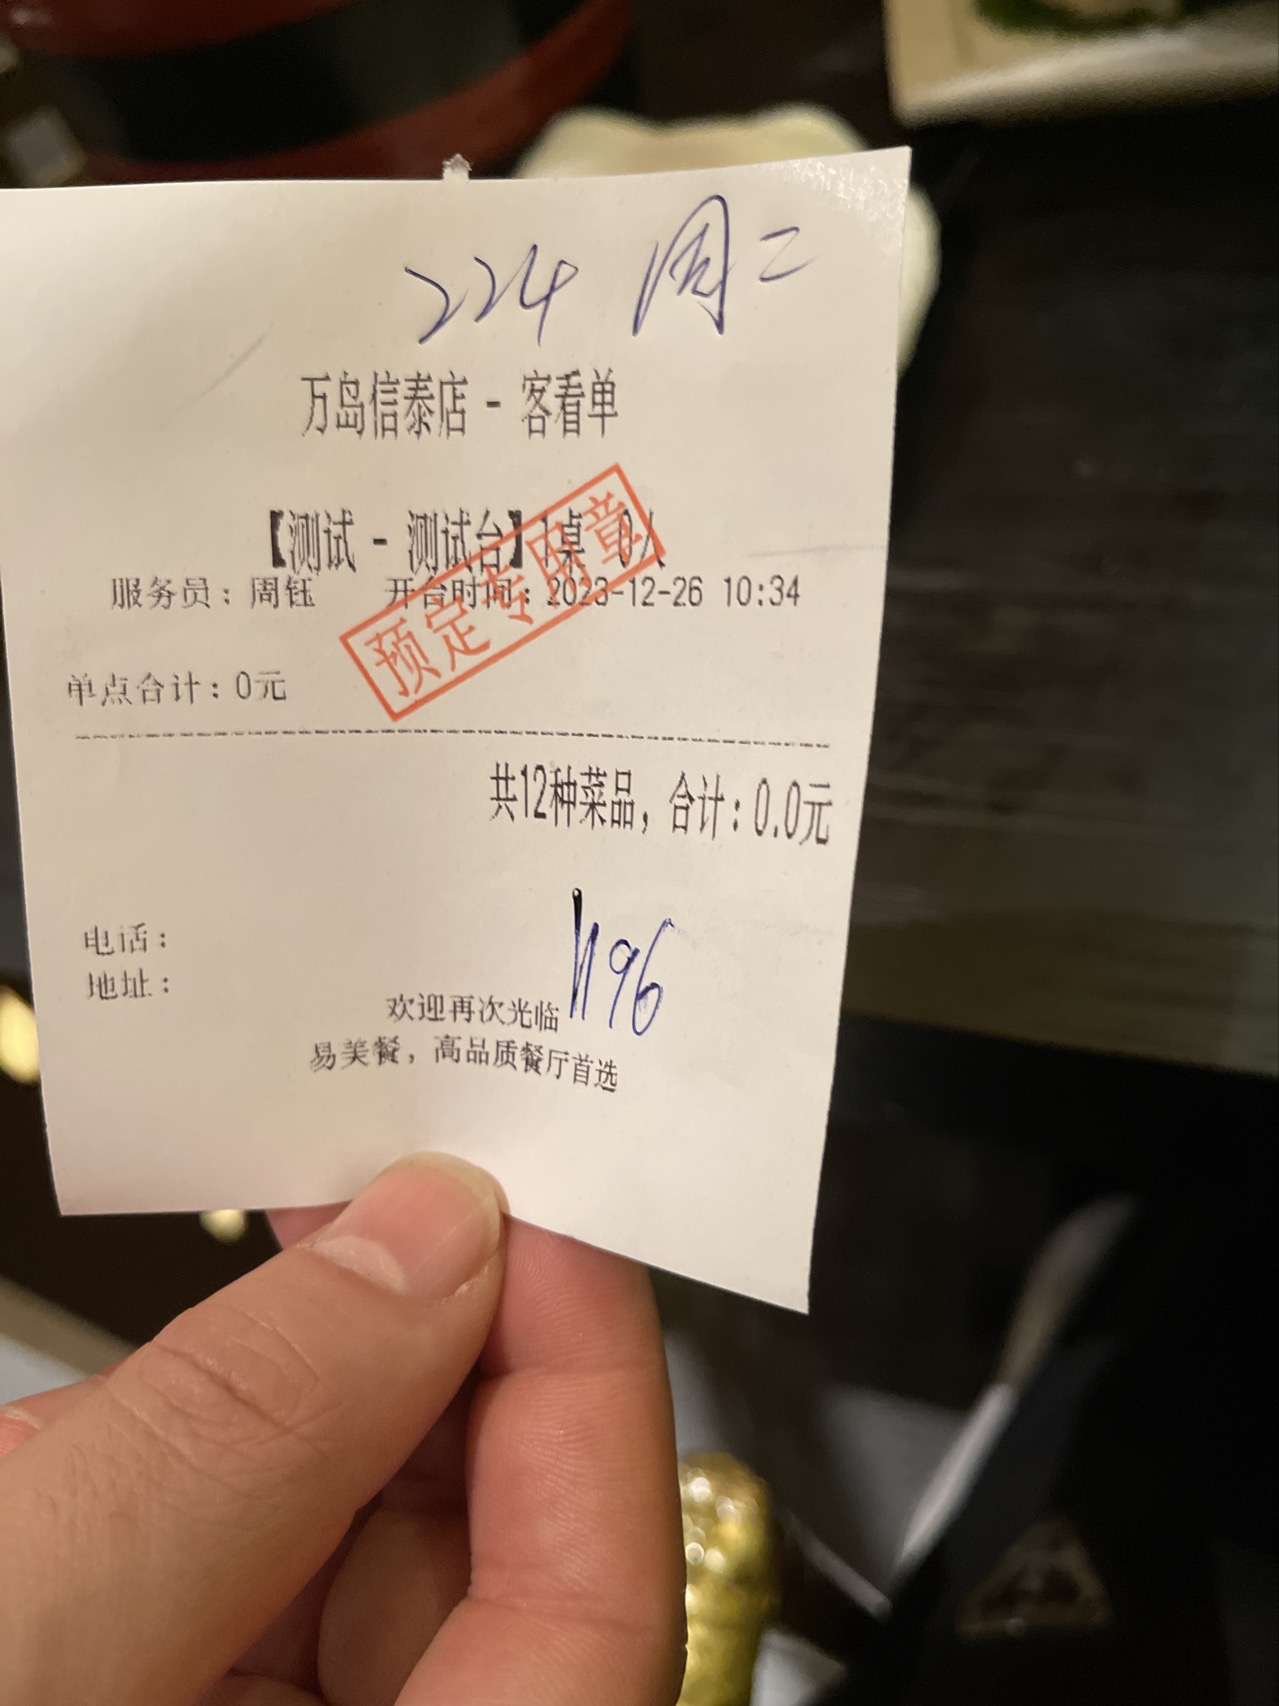 224 周二
万岛信泰店 - 客看单
【测试 - 测试台】1桌 0人
服务员：周钰 开台时间：2023-12-26 10:34
预定专用章
单点合计：0元
共12种菜品，合计：0.0元
1196
电话：
地址：
欢迎再次光临
易美餐，高品质餐厅首选